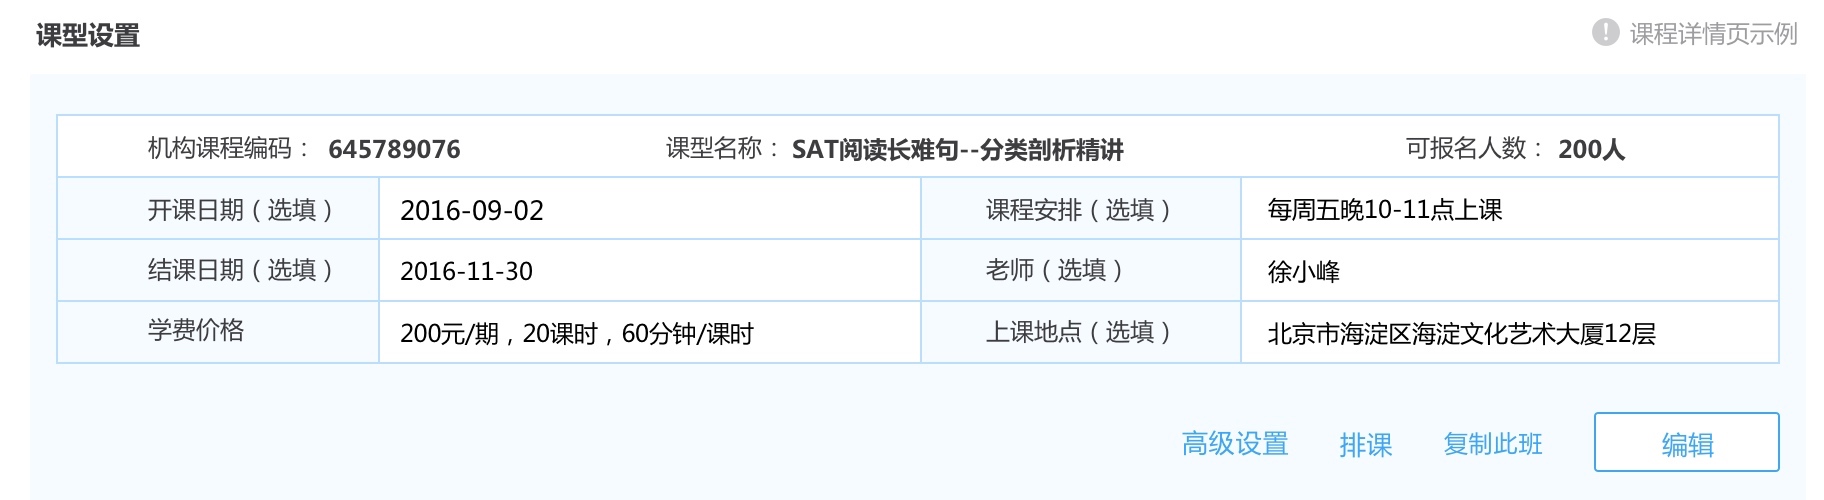 课型设置
课程详情页示例
机构课程编码： 645789076 课型名称： SAT阅读长难句--分类剖析精讲 可报名人数： 200人
开课日期（选填） 2016-09-02 课程安排（选填） 每周五晚10-11点上课
结课日期（选填） 2016-11-30 老师（选填） 徐小峰
学费价格 200元/期，20课时，60分钟/课时 上课地点（选填） 北京市海淀区海淀文化艺术大厦12层
高级设置 排课 复制此班 编辑